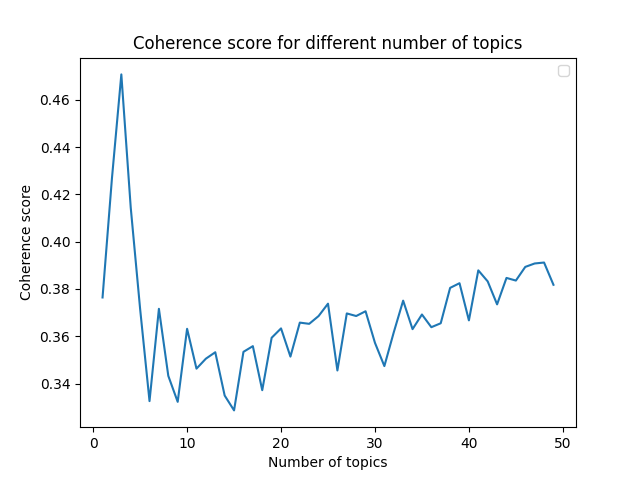 Coherence score for different number of topics
0.46
0.44
0.42
0.40
0.38
0.36
0.34
Coherence score
0 10 20 30 40 50
Number of topics